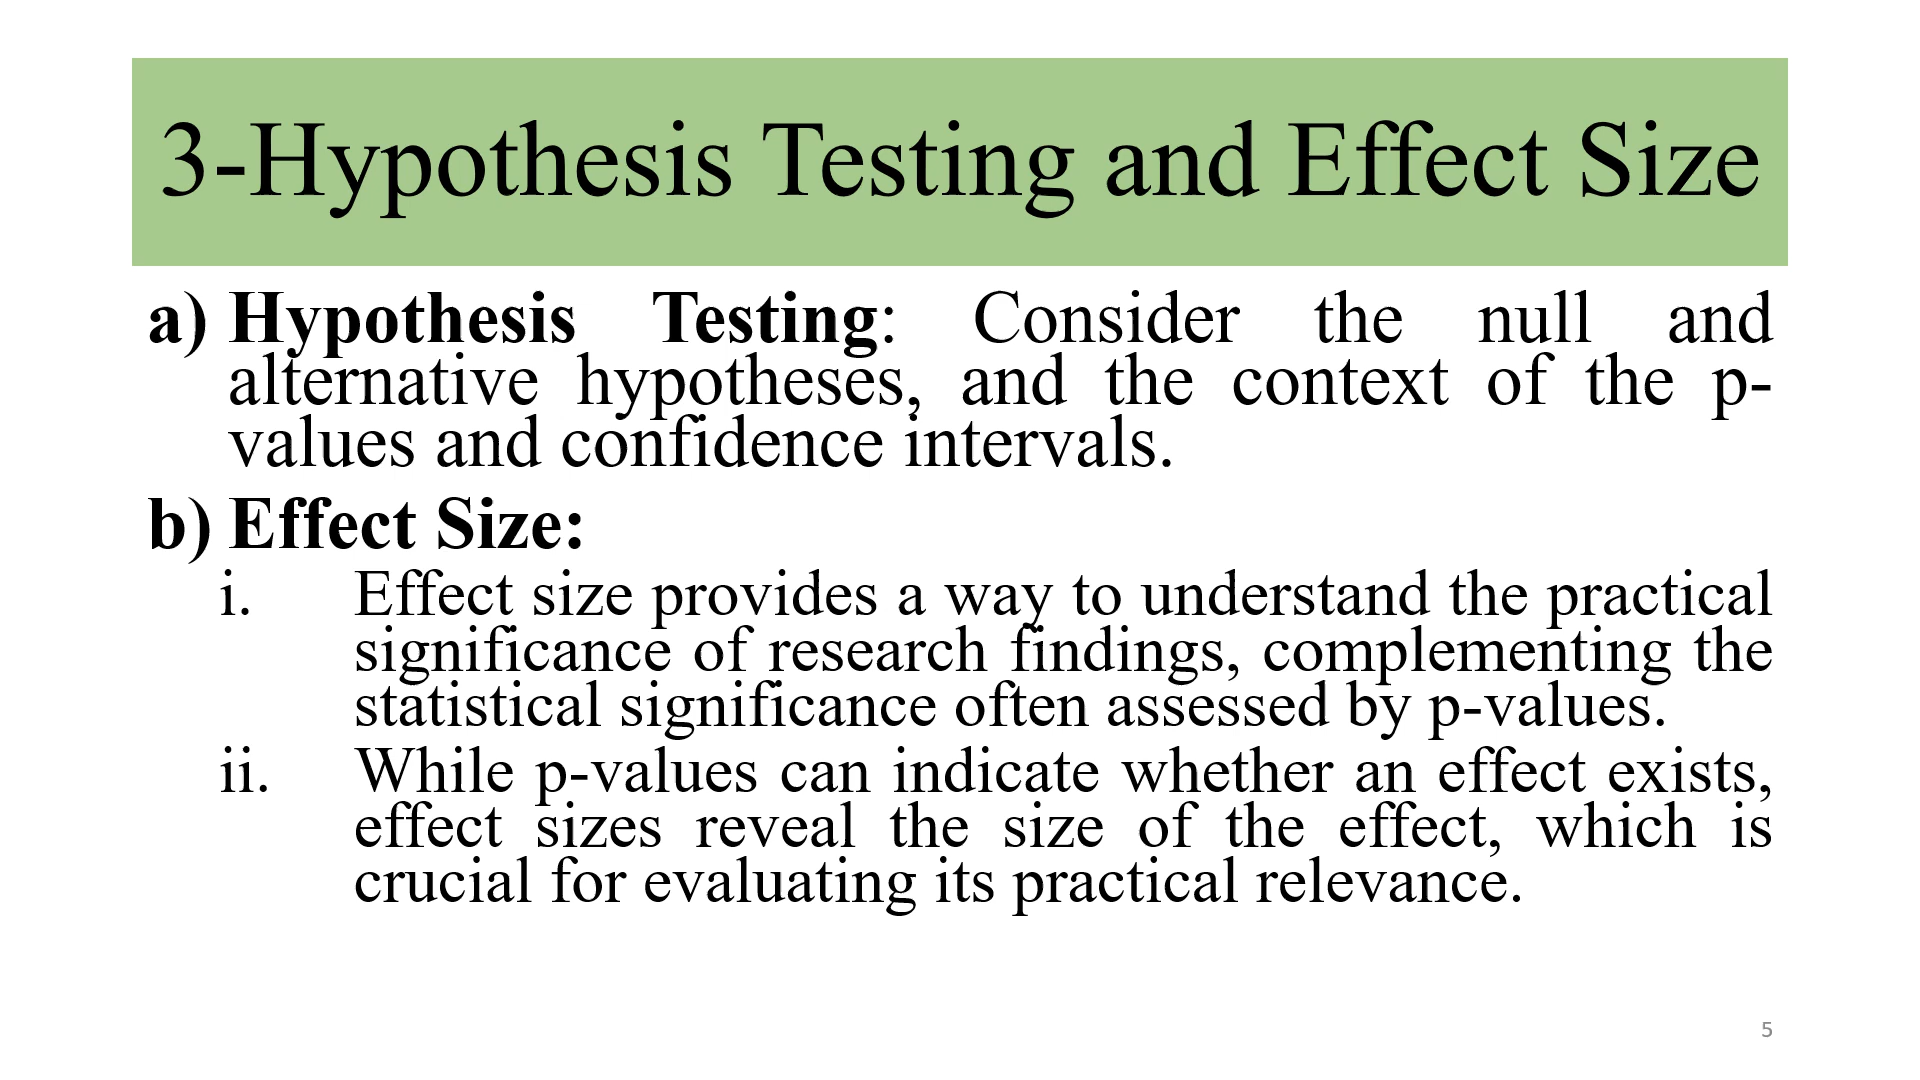 3-Hypothesis Testing and Effect Size
a) Hypothesis Testing: Consider the null and
alternative hypotheses, and the context of the p-
values and confidence intervals.
b) Effect Size:
i. Effect size provides a way to understand the practical
significance of research findings, complementing the
statistical significance often assessed by p-values.
ii. While p-values can indicate whether an effect exists,
effect sizes reveal the size of the effect, which is
crucial for evaluating its practical relevance.
5